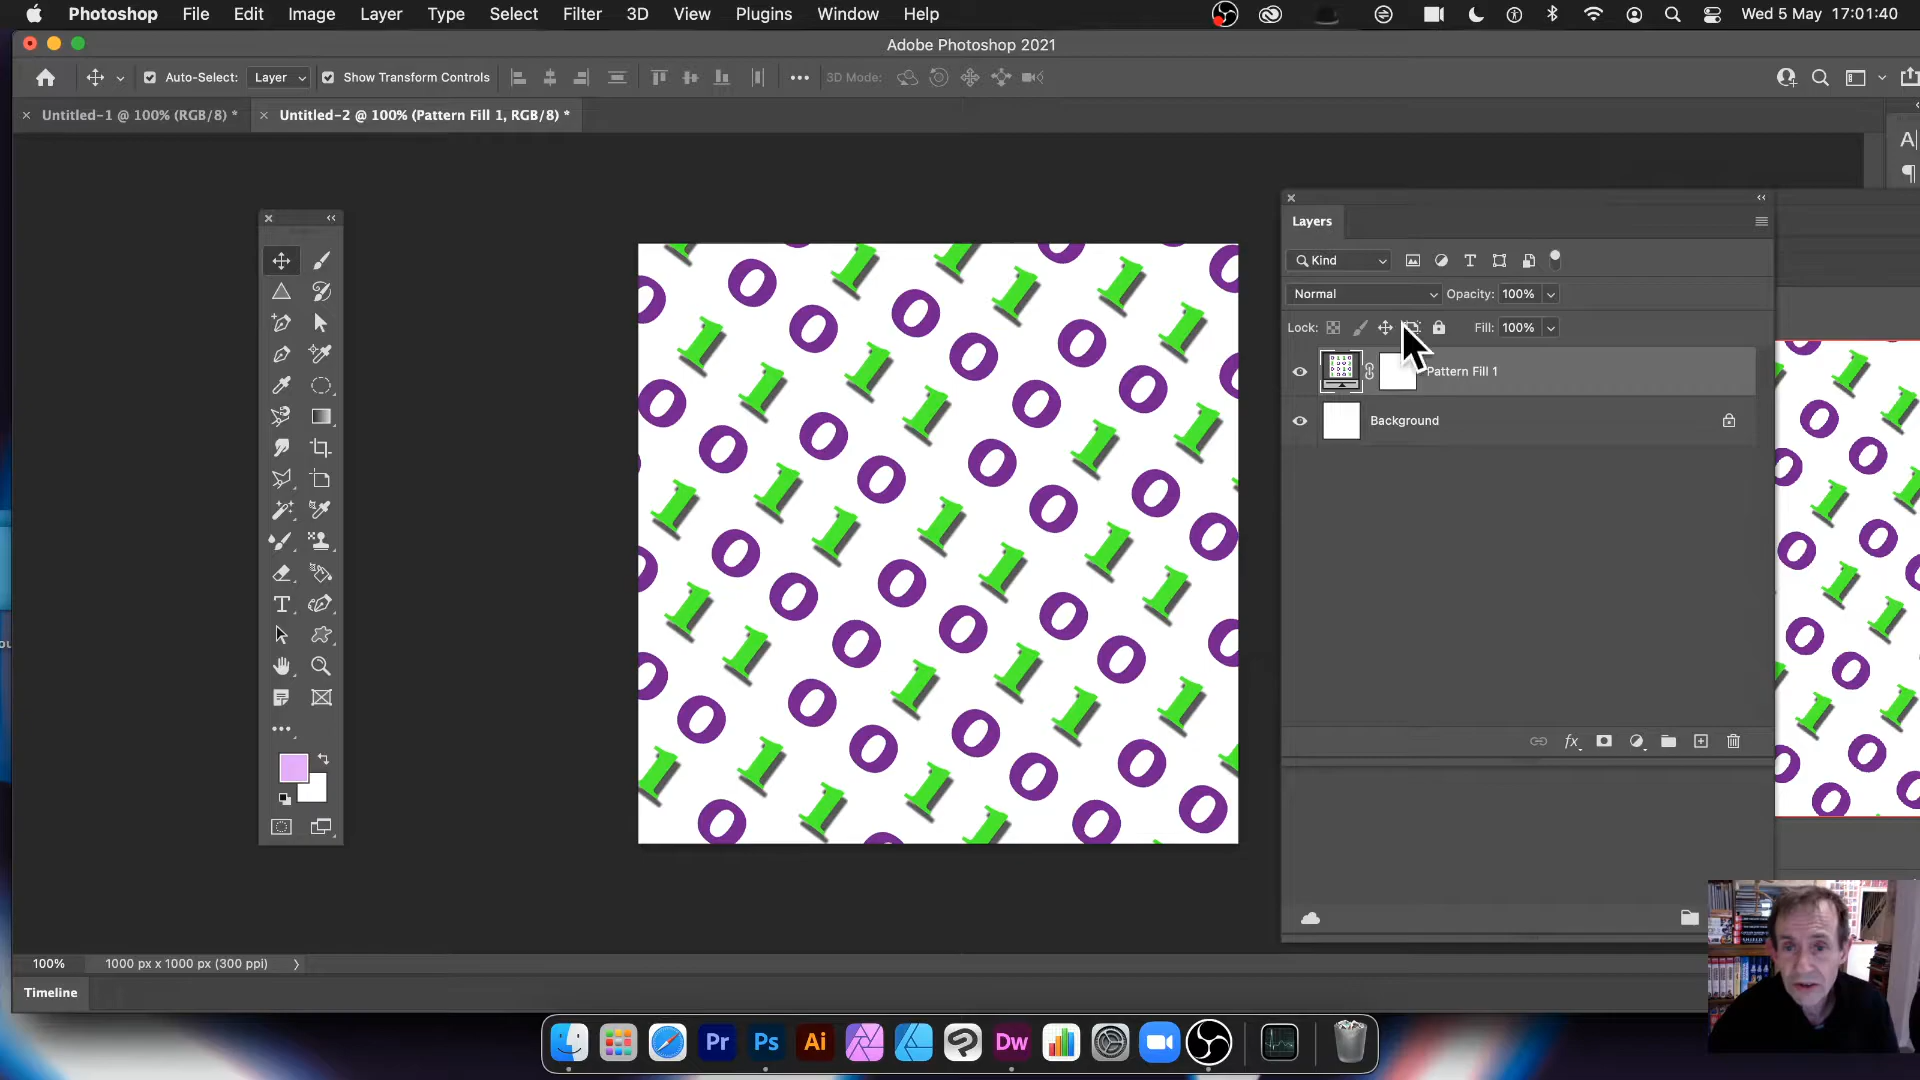 Photoshop File Edit Image Layer Type Select Filter 3D View Plugins Window Help Wed 5 May 17:01:40
Adobe Photoshop 2021
Auto-Select: Layer Show Transform Controls 3D Mode:
Untitled-1 @ 100% (RGB/8) * Untitled-2 @ 100% (Pattern Fill 1, RGB/8) *
Layers
Kind
Normal Opacity: 100%
Lock: Fill: 100%
Pattern Fill 1
Background
100% 1000 px x 1000 px (300 ppi)
Timeline
Pr Ps Ai Dw